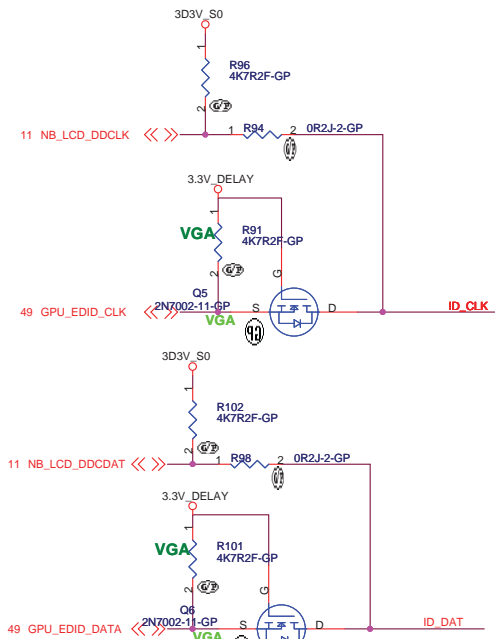 3D3V_S0
1
R96
4K7R2F-GP
2
G/P
11 NB_LCD_DDCLK
1 R94 2 0R2J-2-GP
G/P
3.3V_DELAY
1
VGA
R91
4K7R2F-GP
2
G/P
G
Q5
2N7002-11-GP
49 GPU_EDID_CLK
S
D
ID_CLK
VGA
GP
3D3V_S0
1
R102
4K7R2F-GP
2
G/P
11 NB_LCD_DDCDAT
1 R98 2 0R2J-2-GP
G/P
3.3V_DELAY
1
VGA
R101
4K7R2F-GP
2
G/P
G
Q6
2N7002-11-GP
49 GPU_EDID_DATA
S
D
ID_DAT
VGA